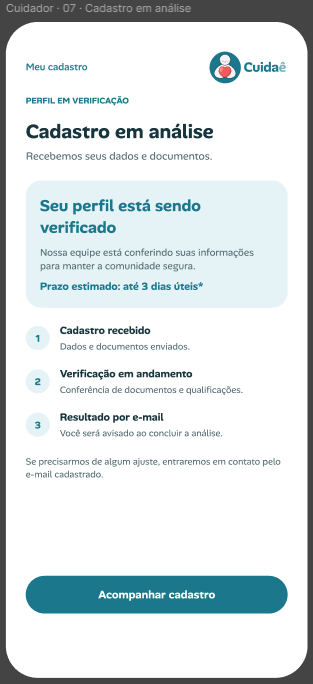 Cuidador · 07 · Cadastro em análise
Meu cadastro
Cuidaê
PERFIL EM VERIFICAÇÃO
Cadastro em análise
Recebemos seus dados e documentos.
Seu perfil está sendo
verificado
Nossa equipe está conferindo suas informações
para manter a comunidade segura.
Prazo estimado: até 3 dias úteis*
1
Cadastro recebido
Dados e documentos enviados.
2
Verificação em andamento
Conferência de documentos e qualificações.
3
Resultado por e-mail
Você será avisado ao concluir a análise.
Se precisarmos de algum ajuste, entraremos em contato pelo
e-mail cadastrado.
Acompanhar cadastro